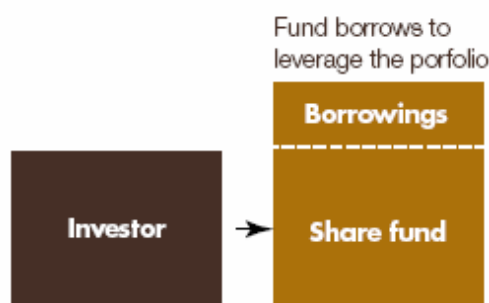 Fund borrows to
leverage the porfolio
Borrowings
Investor
Share fund